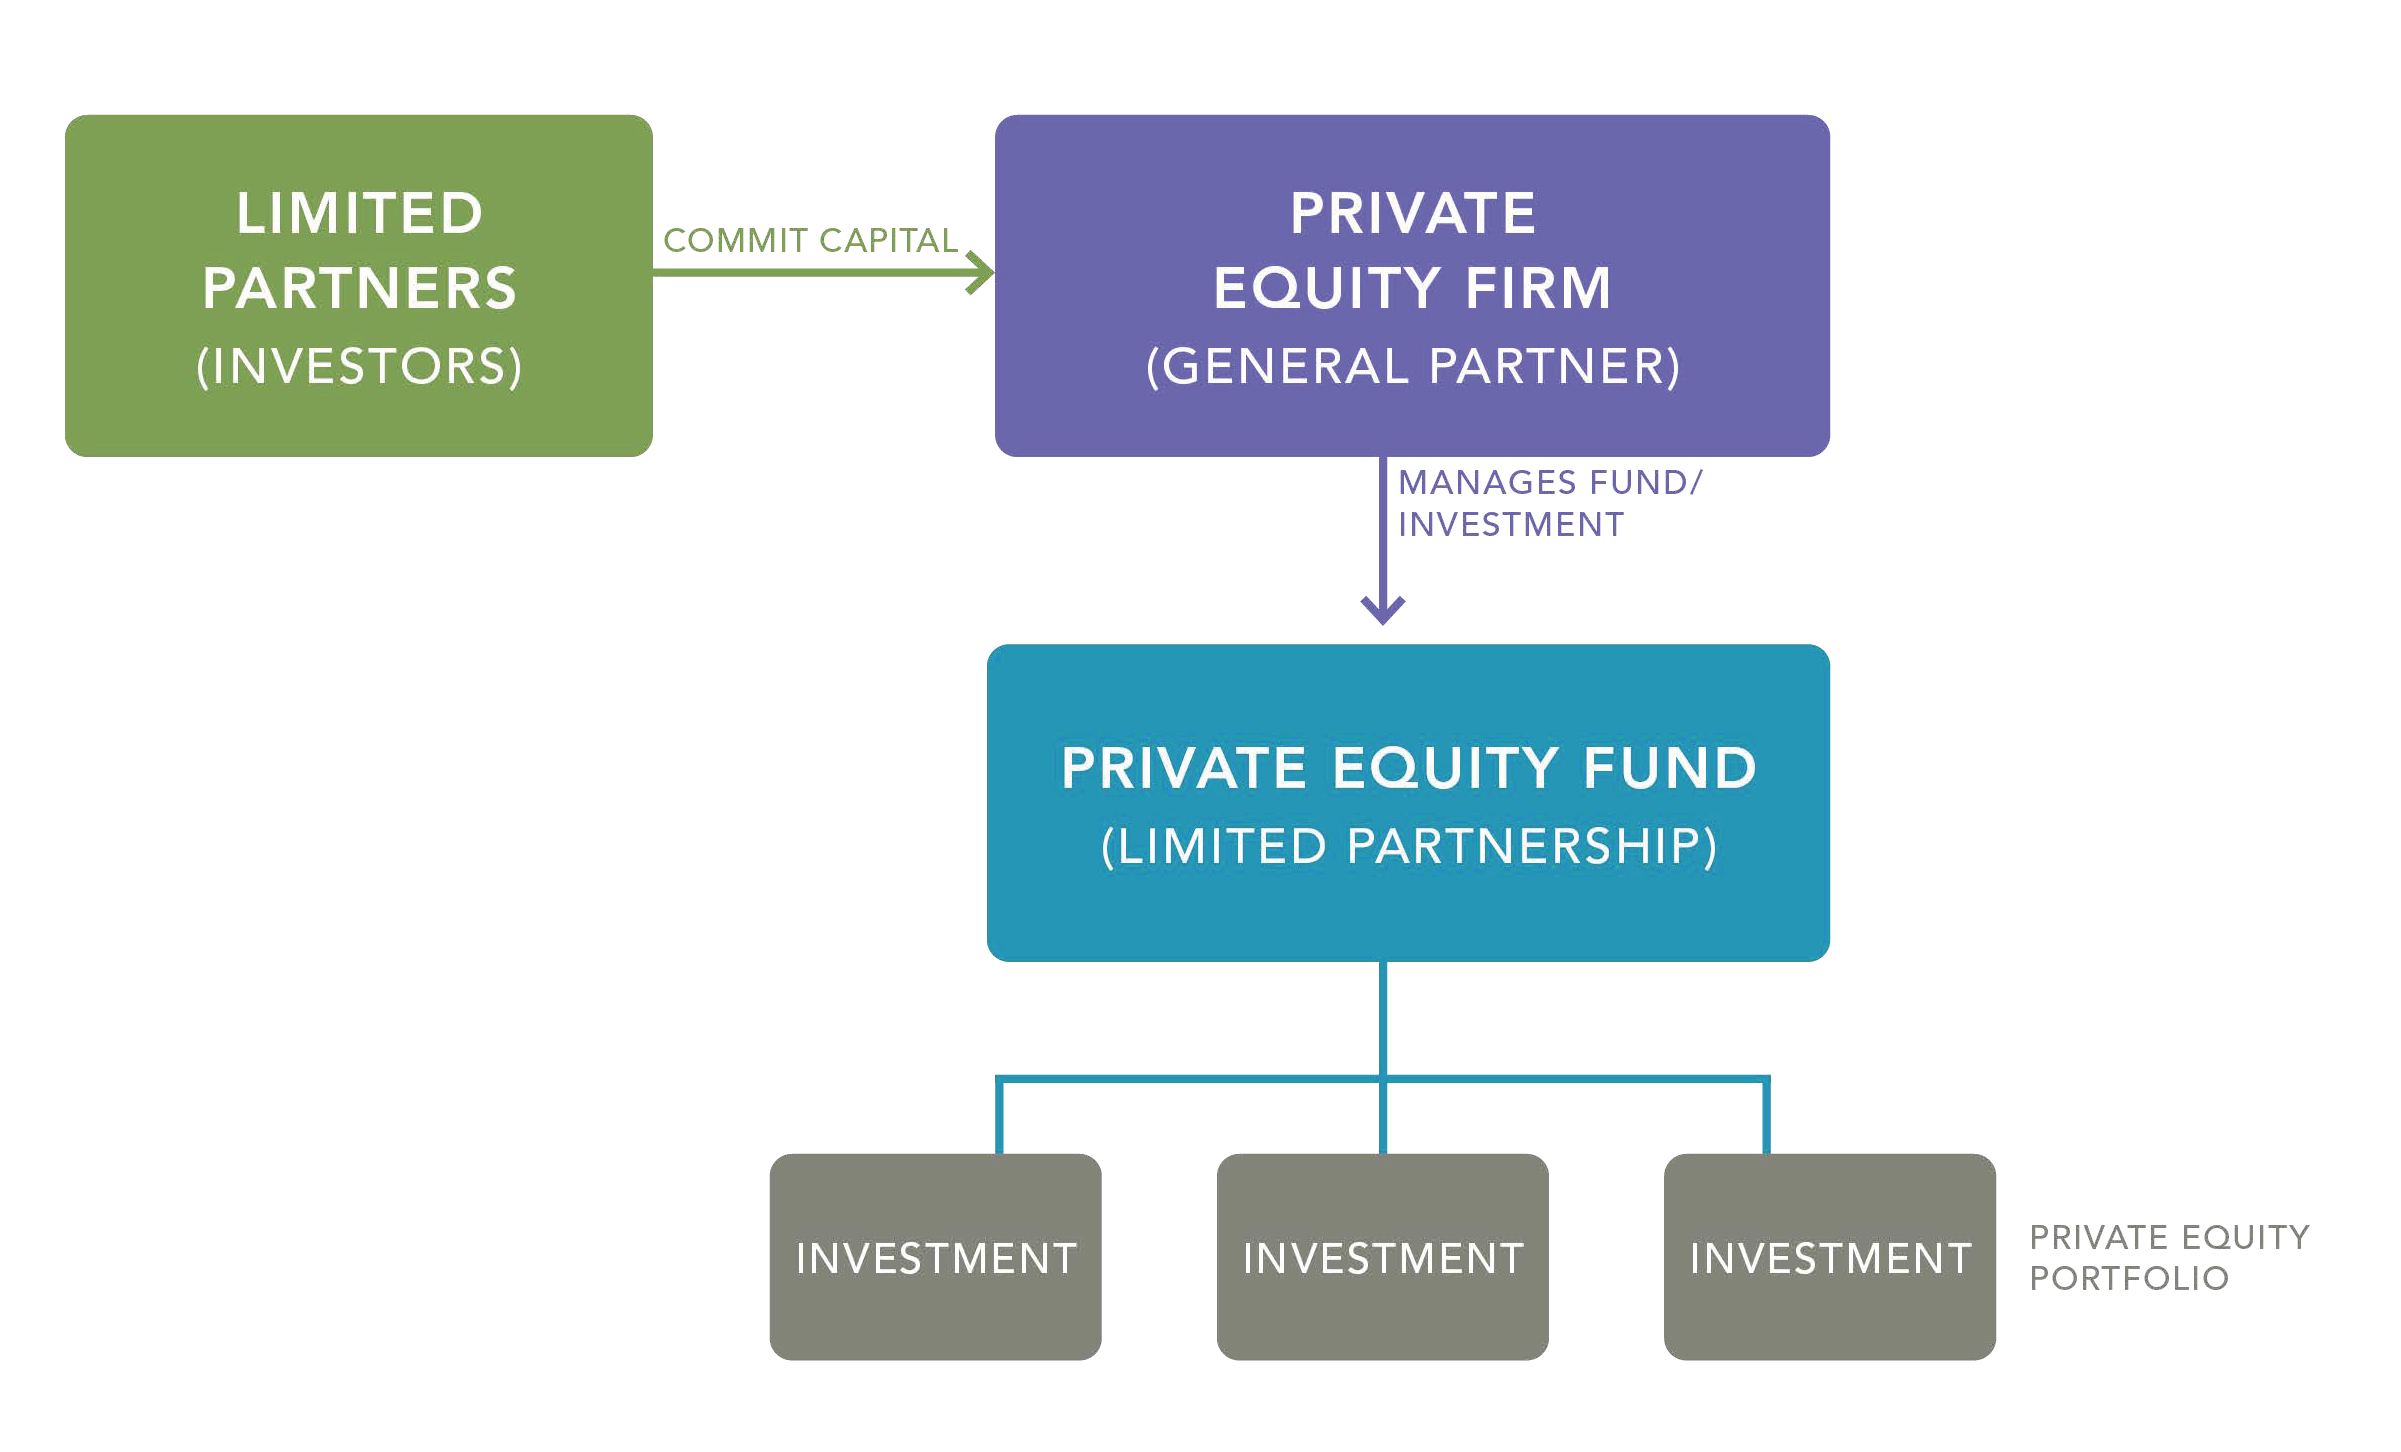 LIMITED
PARTNERS
(INVESTORS)
COMMIT CAPITAL
PRIVATE
EQUITY FIRM
(GENERAL PARTNER)
MANAGES FUND/
INVESTMENT
PRIVATE EQUITY FUND
(LIMITED PARTNERSHIP)
INVESTMENT
INVESTMENT
INVESTMENT
PRIVATE EQUITY
PORTFOLIO